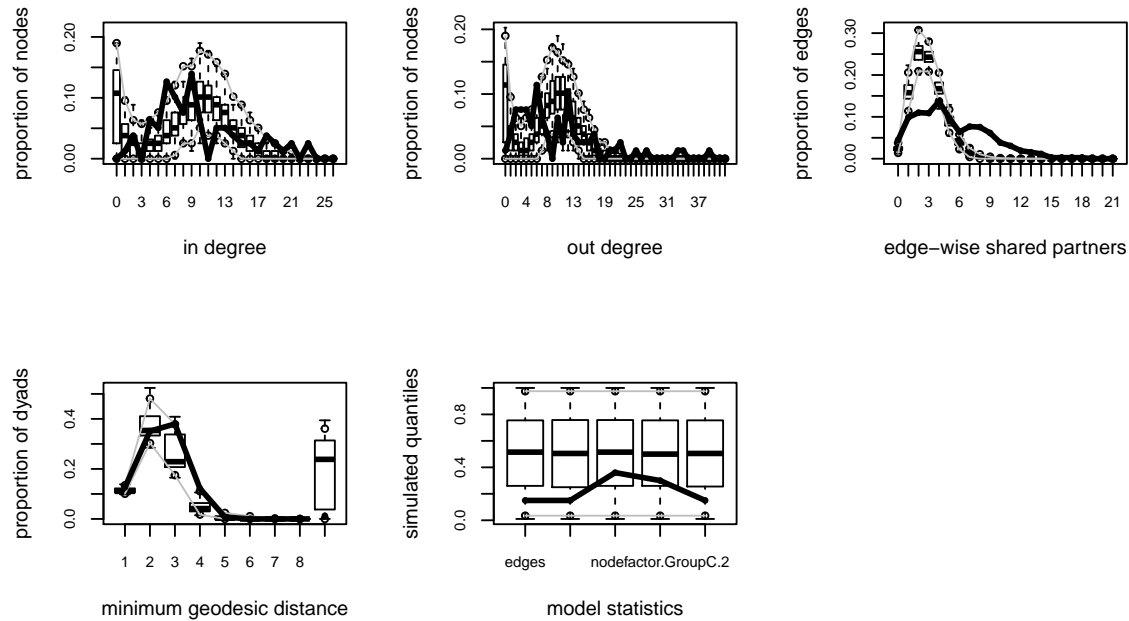 proportion of nodes
0.00 0.10 0.20
0 3 6 9 13 17 21 25
in degree
proportion of nodes
0.00 0.10 0.20
0 4 8 13 19 25 31 37
out degree
proportion of edges
0.00 0.10 0.20 0.30
0 3 6 9 12 15 18 21
edge−wise shared partners
proportion of dyads
0.0 0.2 0.4
1 2 3 4 5 6 7 8
minimum geodesic distance
simulated quantiles
0.0 0.4 0.8
edges nodefactor.GroupC.2
model statistics